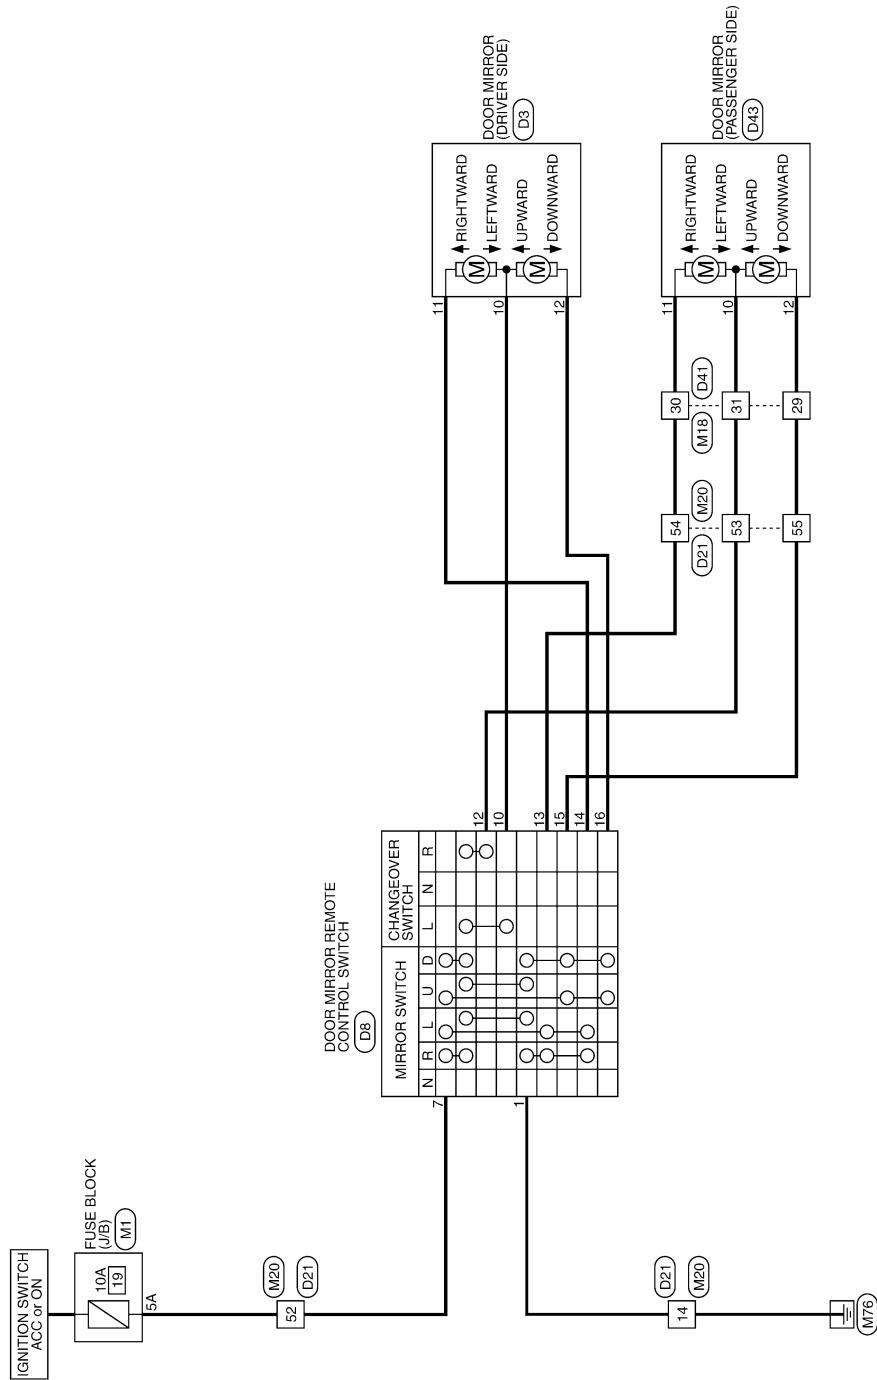 IGNITION SWITCH
ACC or ON
FUSE BLOCK
(J/B)
M1
10A
19
5A
52
M20
D21
7
1
14
D21
M20
M76
DOOR MIRROR REMOTE
CONTROL SWITCH
D8
MIRROR SWITCH
CHANGEOVER
SWITCH
N R L U D L N R
12
10
13
15
14
16
DOOR MIRROR
(DRIVER SIDE)
D3
11
10
12
M
M
RIGHTWARD
LEFTWARD
UPWARD
DOWNWARD
54
53
55
D21
M20
30
31
29
M18
D41
DOOR MIRROR
(PASSENGER SIDE)
D43
11
10
12
M
M
RIGHTWARD
LEFTWARD
UPWARD
DOWNWARD